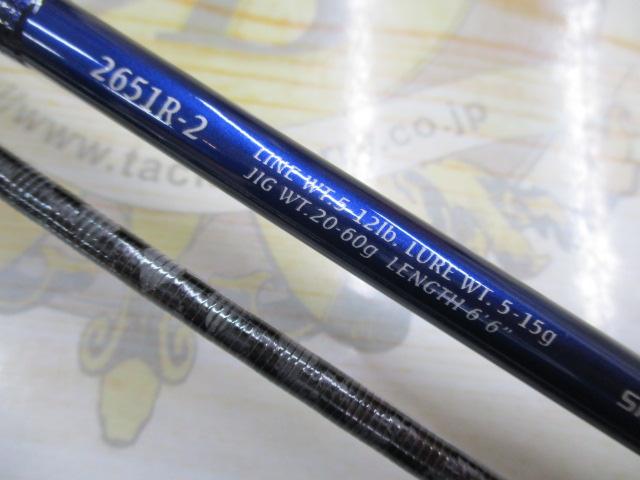 2651R-2
LINE WT.5-12lb. LURE WT. 5-15g
JIG WT.20-60g LENGTH 6'6"